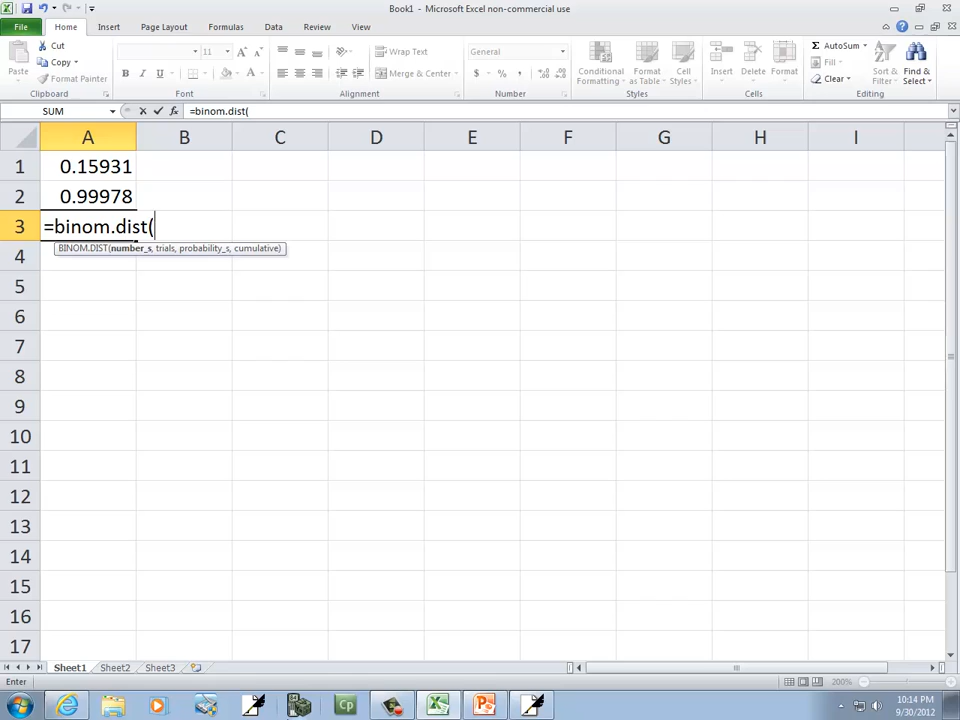 Book1 - Microsoft Excel non-commercial use
File Home Insert Page Layout Formulas Data Review View
Paste
Cut
Copy
Format Painter
Clipboard
11
B I U
A
Font
Wrap Text
Merge & Center
Alignment
General
$ % ,
Number
Conditional Formatting
Format as Table
Cell Styles
Styles
Insert
Delete
Format
Cells
Σ AutoSum
Fill
Clear
Sort & Filter
Find & Select
Editing
SUM
fx
=binom.dist(
A B C D E F G H I
1 0.15931
2 0.99978
3 =binom.dist(
BINOM.DIST(number_s, trials, probability_s, cumulative)
4
5
6
7
8
9
10
11
12
13
14
15
16
17
Sheet1 Sheet2 Sheet3
Enter
200%
Cp
10:14 PM
9/30/2012